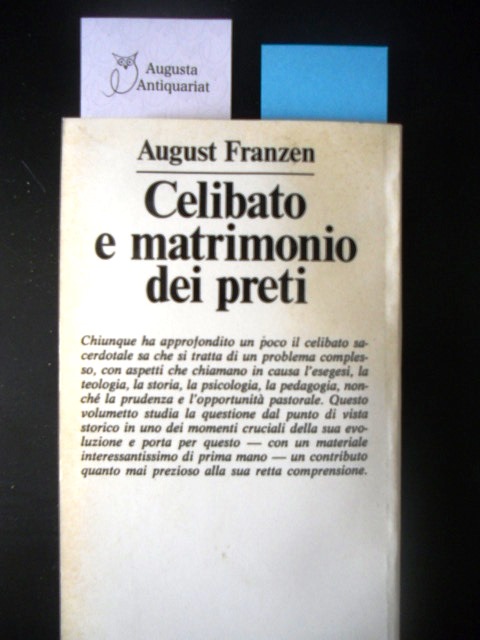 Augusta
Antiquariat
August Franzen
Celibato
e matrimonio
dei preti
Chiunque ha approfondito un poco il celibato sa-
cerdotale sa che si tratta di un problema comples-
so, con aspetti che chiamano in causa l'esegesi, la
teologia, la storia, la psicologia, la pedagogia, non-
ché la prudenza e l'opportunità pastorale. Questo
volumetto studia la questione dal punto di vista
storico in uno dei momenti cruciali della sua evo-
luzione e porta per questo — con un materiale
interessantissimo di prima mano — un contributo
quanto mai prezioso alla sua retta comprensione.